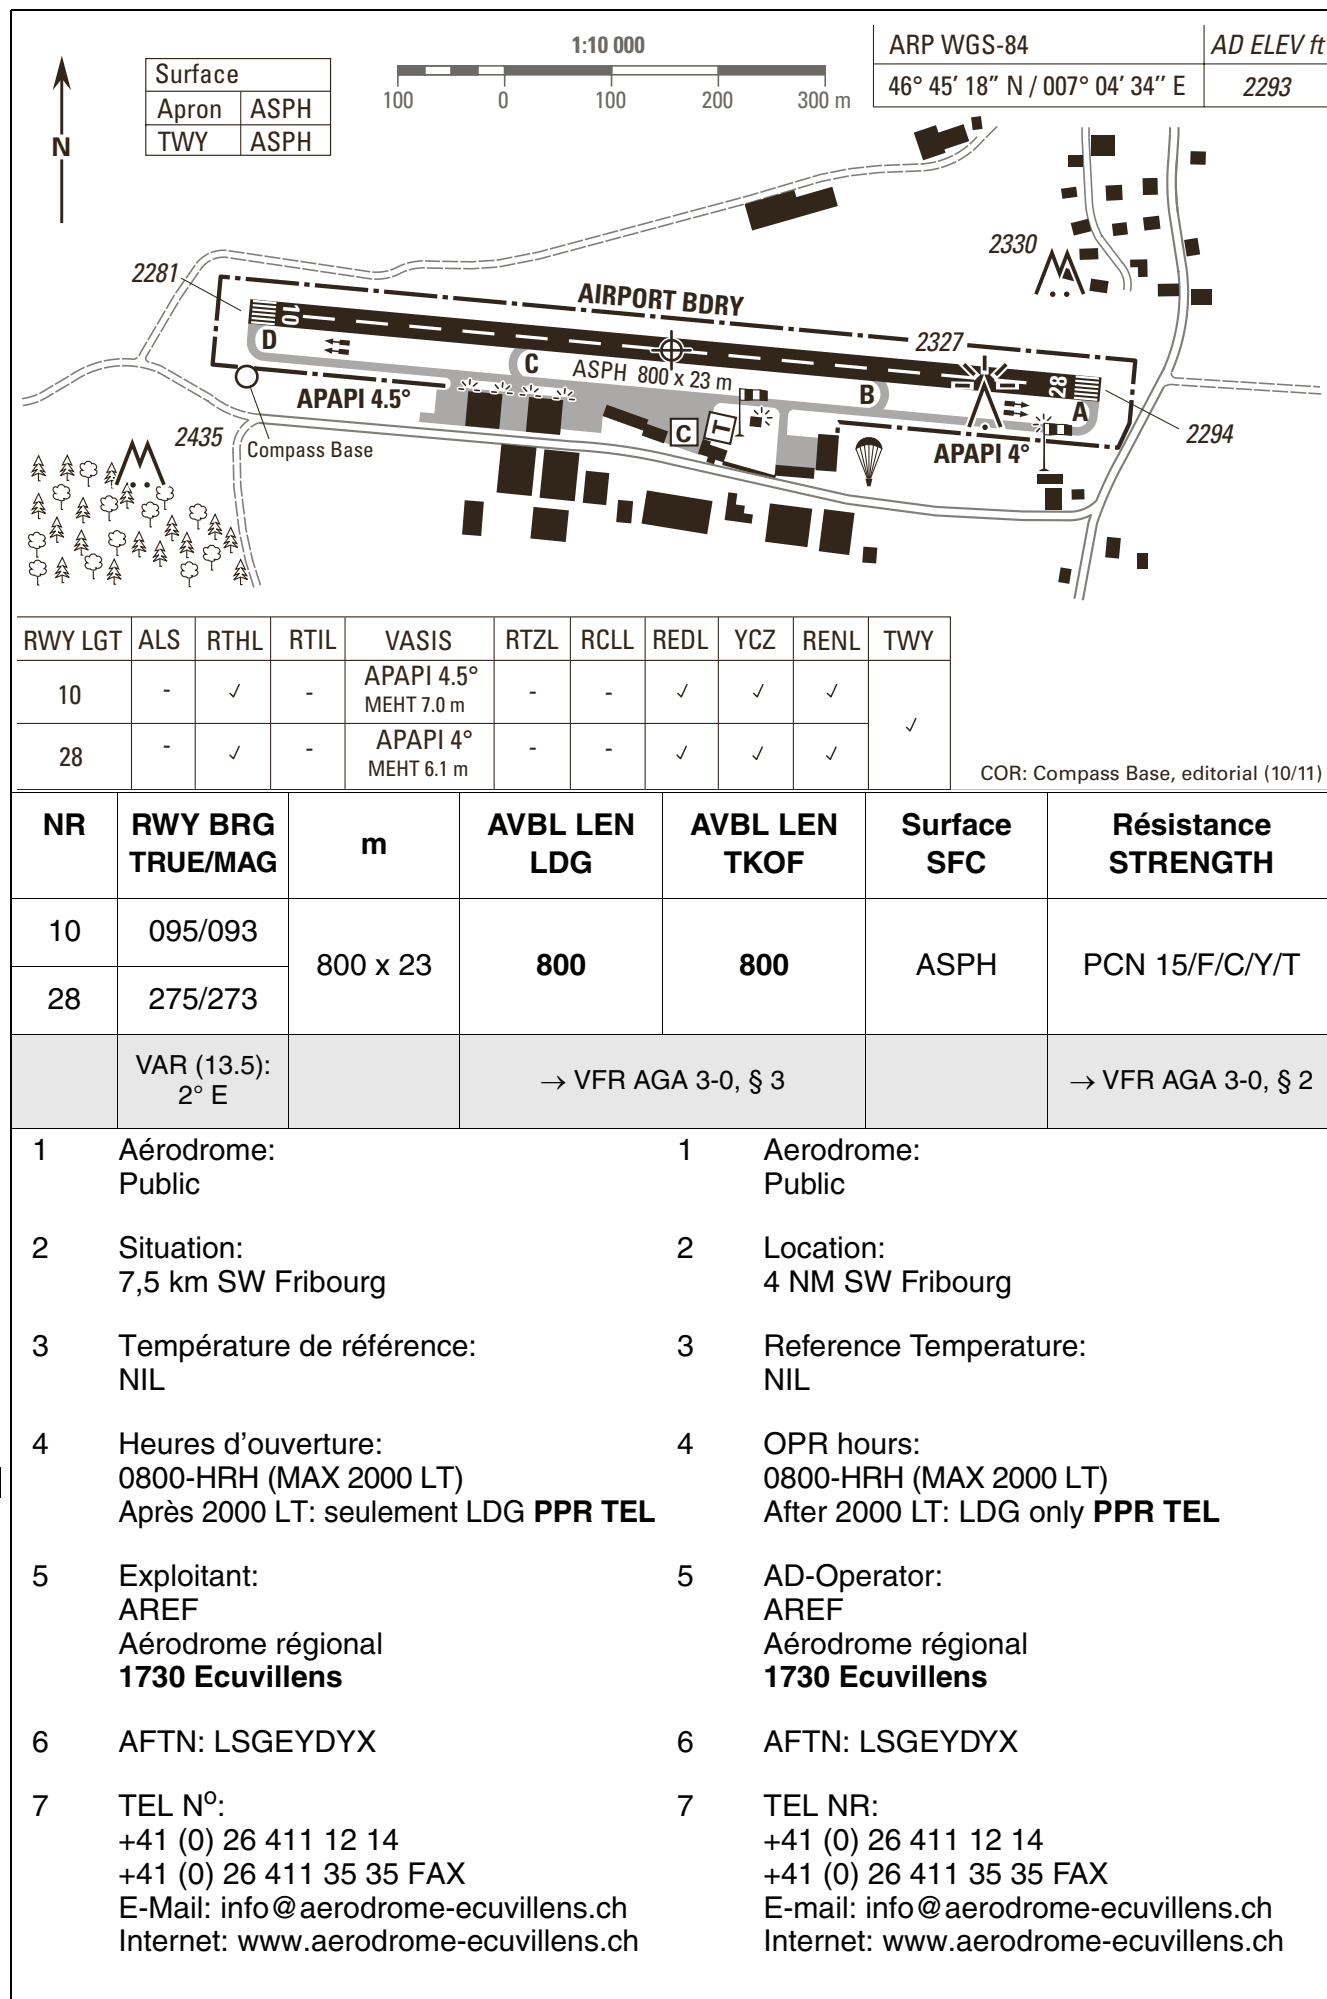 1:10 000
ARP WGS-84 AD ELEV ft
46° 45′ 18″ N / 007° 04′ 34″ E 2293
Surface
Apron ASPH
TWY ASPH
100 0 100 200 300 m
N
2330
2281
AIRPORT BDRY
10
2327
D
C
ASPH 800 x 23 m
28
B
A
APAPI 4.5°
T
C
2435
Compass Base
2294
APAPI 4°
RWY LGT ALS RTHL RTIL VASIS RTZL RCLL REDL YCZ RENL TWY
10 - ✓ - APAPI 4.5° - - ✓ ✓ ✓ ✓
MEHT 7.0 m
28 - ✓ - APAPI 4° - - ✓ ✓ ✓
MEHT 6.1 m
COR: Compass Base, editorial (10/11)
NR RWY BRG m AVBL LEN AVBL LEN Surface Résistance
TRUE/MAG LDG TKOF SFC STRENGTH
10 095/093
800 x 23 800 800 ASPH PCN 15/F/C/Y/T
28 275/273
VAR (13.5): → VFR AGA 3-0, § 3 → VFR AGA 3-0, § 2
2° E
1 Aérodrome:
Public
2 Situation:
7,5 km SW Fribourg
3 Température de référence:
NIL
4 Heures d’ouverture:
0800-HRH (MAX 2000 LT)
Après 2000 LT: seulement LDG PPR TEL
5 Exploitant:
AREF
Aérodrome régional
1730 Ecuvillens
6 AFTN: LSGEYDYX
7 TEL Nº:
+41 (0) 26 411 12 14
+41 (0) 26 411 35 35 FAX
E-Mail: info@aerodrome-ecuvillens.ch
Internet: www.aerodrome-ecuvillens.ch
1 Aerodrome:
Public
2 Location:
4 NM SW Fribourg
3 Reference Temperature:
NIL
4 OPR hours:
0800-HRH (MAX 2000 LT)
After 2000 LT: LDG only PPR TEL
5 AD-Operator:
AREF
Aérodrome régional
1730 Ecuvillens
6 AFTN: LSGEYDYX
7 TEL NR:
+41 (0) 26 411 12 14
+41 (0) 26 411 35 35 FAX
E-mail: info@aerodrome-ecuvillens.ch
Internet: www.aerodrome-ecuvillens.ch